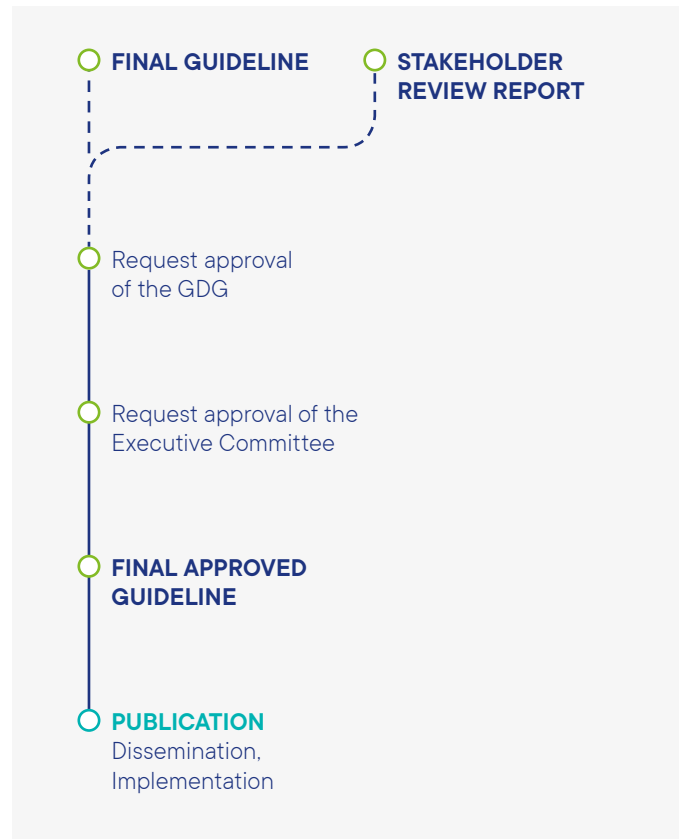 FINAL GUIDELINE
STAKEHOLDER
REVIEW REPORT
Request approval
of the GDG
Request approval of the
Executive Committee
FINAL APPROVED
GUIDELINE
PUBLICATION
Dissemination,
Implementation